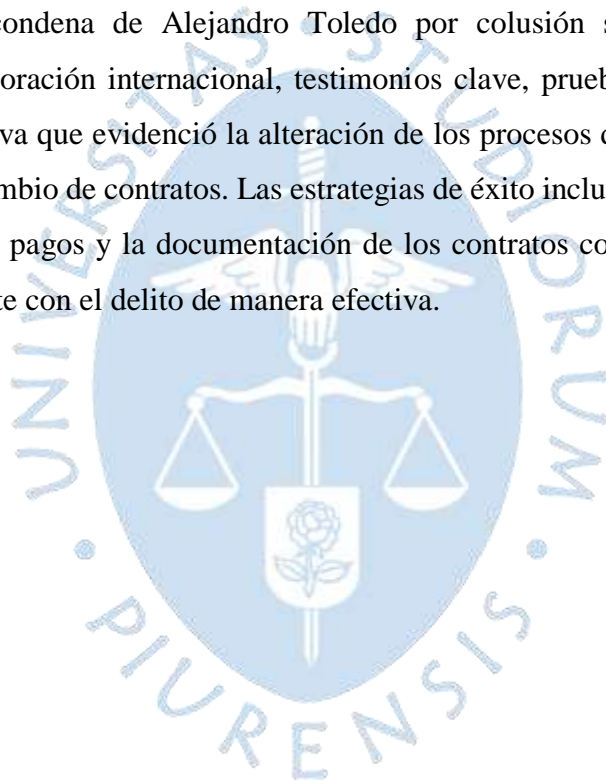 condena de Alejandro Toledo por colusión s
oración internacional, testimonios clave, prueb
va que evidenció la alteración de los procesos d
mbio de contratos. Las estrategias de éxito inclu
pagos y la documentación de los contratos co
te con el delito de manera efectiva.
UNIVERSITAS • STUDIORUM • PIURENSIS